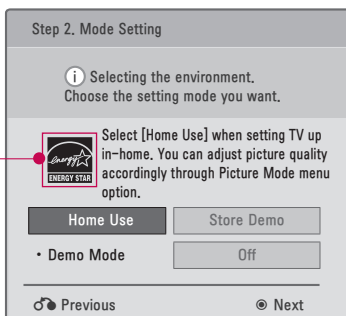 Step 2. Mode Setting
i Selecting the environment.
Choose the setting mode you want.
energy
ENERGY STAR
Select [Home Use] when setting TV up
in-home. You can adjust picture quality
accordingly through Picture Mode menu
option.
Home Use
Store Demo
• Demo Mode
Off
Previous
Next